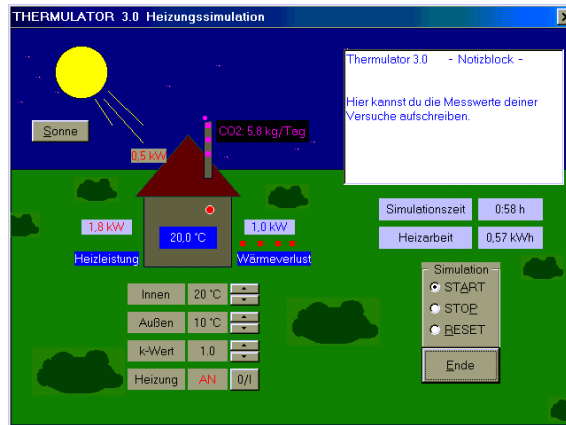 THERMULATOR 3.0 Heizungssimulation
Thermulator 3.0 - Notizblock -
Hier kannst du die Messwerte deiner
Versuche aufschreiben.
Sonne
CO2: 5,8 kg/Tag
0,5 kW
Simulationszeit 0:58 h
1,8 kW
1,0 kW
20,0 °C
Heizarbeit 0,57 kWh
Heizleistung
Wärmeverlust
Simulation
START
STOP
RESET
Ende
Innen 20 °C
Außen 10 °C
k-Wert 1.0
Heizung AN 0/I